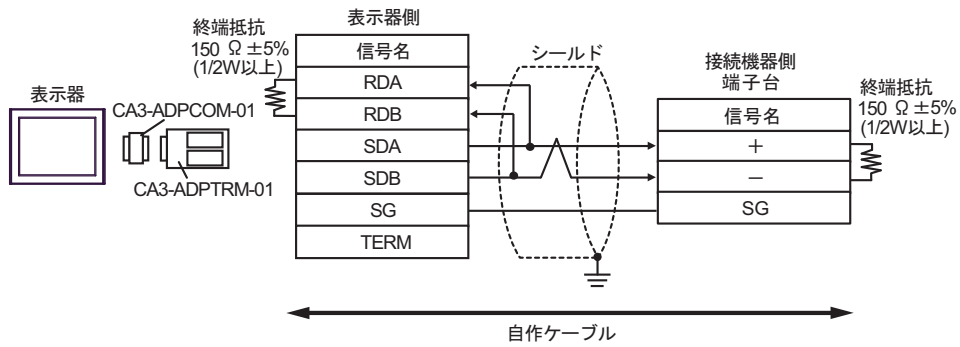 表示器側
終端抵抗
150 Ω ±5%
(1/2W以上)
信号名
RDA
RDB
SDA
SDB
SG
TERM
シールド
接続機器側
端子台
信号名
+
−
SG
終端抵抗
150 Ω ±5%
(1/2W以上)
表示器
CA3-ADPCOM-01
CA3-ADPTRM-01
自作ケーブル